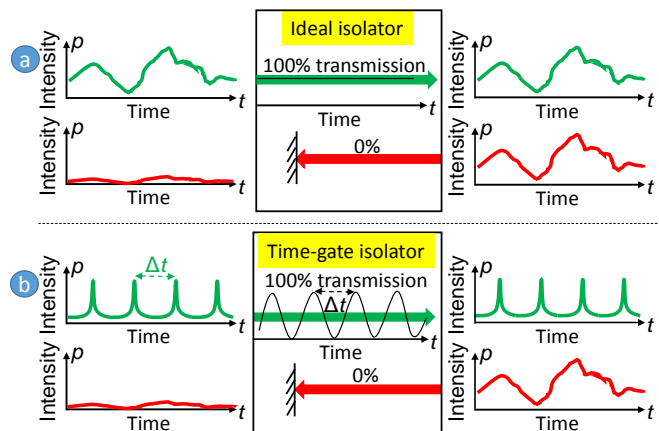 a
Intensity
p
Time
t
Intensity
p
Time
t
Ideal isolator
100% transmission
t
Time
0%
Intensity
p
Time
t
Intensity
p
Time
t
b
Intensity
p
Δt
Time
t
Intensity
p
Time
t
Time-gate isolator
100% transmission
Δt
t
Time
0%
Intensity
p
Time
t
Intensity
p
Time
t